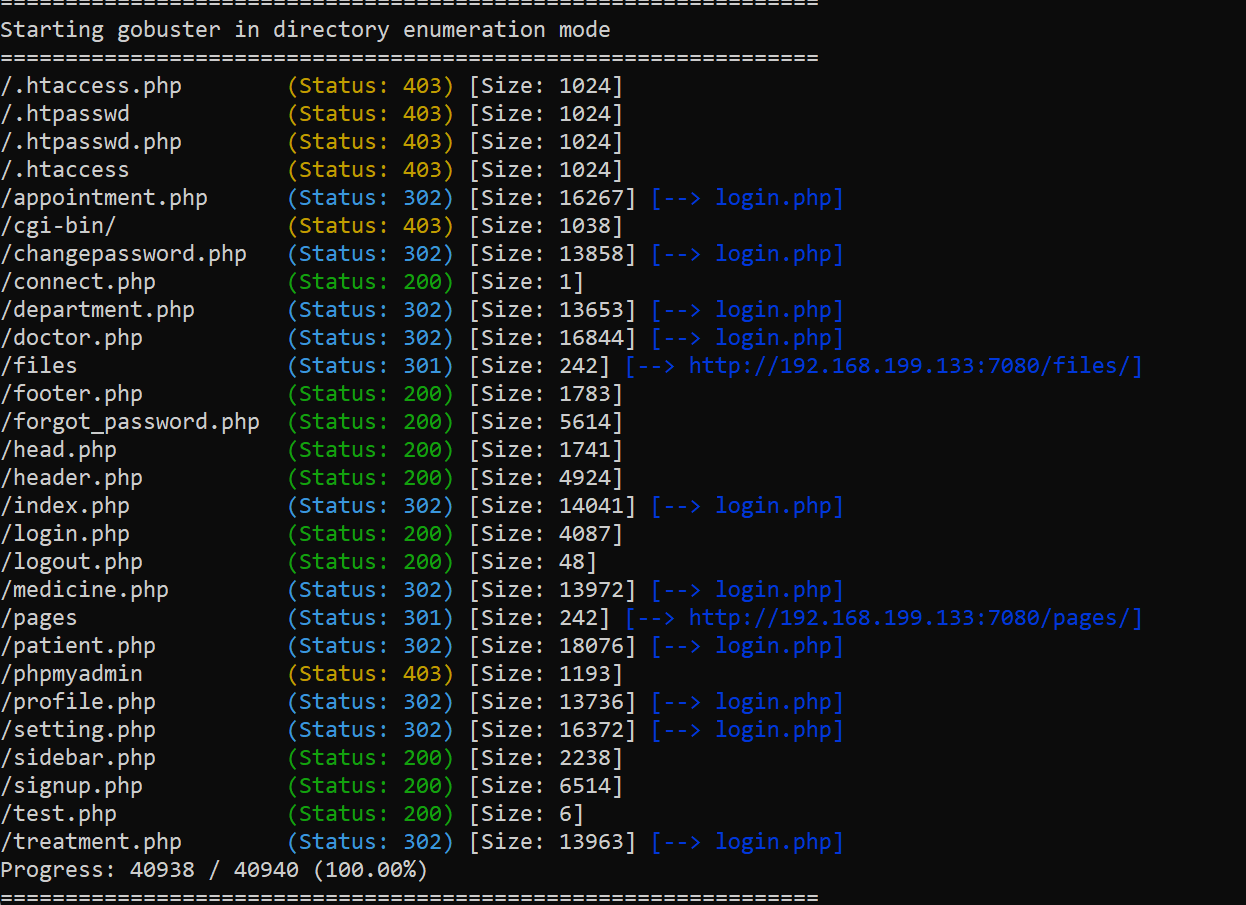 ===============================================================
Starting gobuster in directory enumeration mode
===============================================================
/.htaccess.php        (Status: 403) [Size: 1024]
/.htpasswd            (Status: 403) [Size: 1024]
/.htpasswd.php        (Status: 403) [Size: 1024]
/.htaccess            (Status: 403) [Size: 1024]
/appointment.php      (Status: 302) [Size: 16267] [--> login.php]
/cgi-bin/             (Status: 403) [Size: 1038]
/changepassword.php   (Status: 302) [Size: 13858] [--> login.php]
/connect.php          (Status: 200) [Size: 1]
/department.php       (Status: 302) [Size: 13653] [--> login.php]
/doctor.php           (Status: 302) [Size: 16844] [--> login.php]
/files                (Status: 301) [Size: 242] [--> http://192.168.199.133:7080/files/]
/footer.php           (Status: 200) [Size: 1783]
/forgot_password.php  (Status: 200) [Size: 5614]
/head.php             (Status: 200) [Size: 1741]
/header.php           (Status: 200) [Size: 4924]
/index.php            (Status: 302) [Size: 14041] [--> login.php]
/login.php            (Status: 200) [Size: 4087]
/logout.php           (Status: 200) [Size: 48]
/medicine.php         (Status: 302) [Size: 13972] [--> login.php]
/pages                (Status: 301) [Size: 242] [--> http://192.168.199.133:7080/pages/]
/patient.php          (Status: 302) [Size: 18076] [--> login.php]
/phpmyadmin           (Status: 403) [Size: 1193]
/profile.php          (Status: 302) [Size: 13736] [--> login.php]
/setting.php          (Status: 302) [Size: 16372] [--> login.php]
/sidebar.php          (Status: 200) [Size: 2238]
/signup.php           (Status: 200) [Size: 6514]
/test.php             (Status: 200) [Size: 6]
/treatment.php        (Status: 302) [Size: 13963] [--> login.php]
Progress: 40938 / 40940 (100.00%)
===============================================================